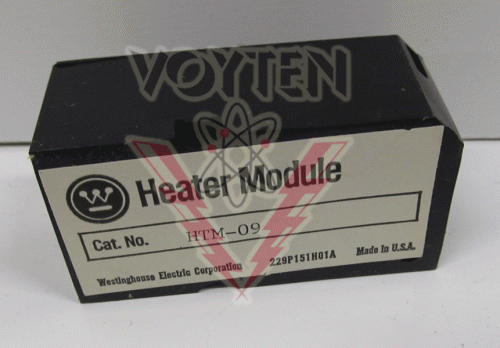 VOYTEN
W
Heater Module
Cat. No. HTM-09
Westinghouse Electric Corporation 229P151H01A Made in U.S.A.